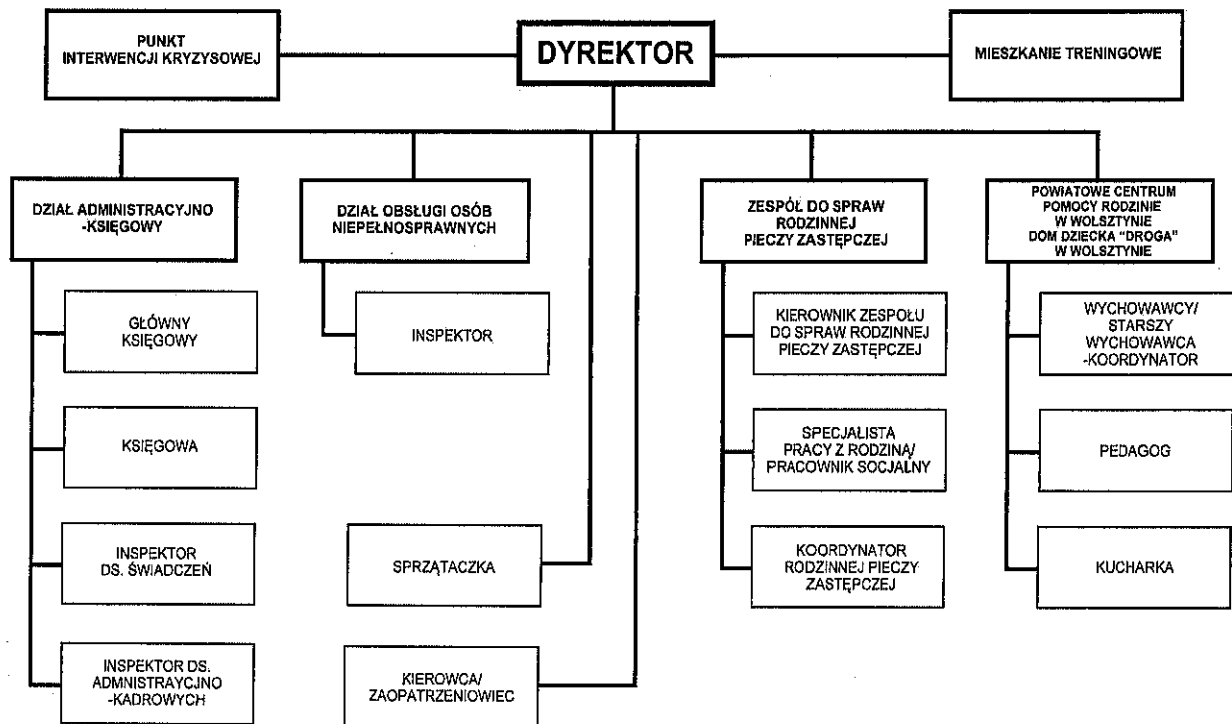 PUNKT
INTERWENCJI KRYZYSOWEJ
DYREKTOR
MIESZKANIE TRENINGOWE
DZIAŁ ADMINISTRACYJNO
-KSIĘGOWY
DZIAŁ OBSŁUGI OSÓB
NIEPEŁNOSPRAWNYCH
ZESPÓŁ DO SPRAW
RODZINNEJ
PIECZY ZASTĘPCZEJ
POWIATOWE CENTRUM
POMOCY RODZINIE
W WOLSZTYNIE
DOM DZIECKA "DROGA"
W WOLSZTYNIE
GŁÓWNY
KSIĘGOWY
INSPEKTOR
KIEROWNIK ZESPOŁU
DO SPRAW RODZINNEJ
PIECZY ZASTĘPCZEJ
WYCHOWAWCY/
STARSZY
WYCHOWAWCA
-KOORDYNATOR
KSIĘGOWA
SPECJALISTA
PRACY Z RODZINĄ/
PRACOWNIK SOCJALNY
PEDAGOG
INSPEKTOR
DS. ŚWIADCZEŃ
SPRZĄTACZKA
KOORDYNATOR
RODZINNEJ PIECZY
ZASTĘPCZEJ
KUCHARKA
INSPEKTOR DS.
ADMNISTRAYCJNO
-KADROWYCH
KIEROWCA/
ZAOPATRZENIOWIEC